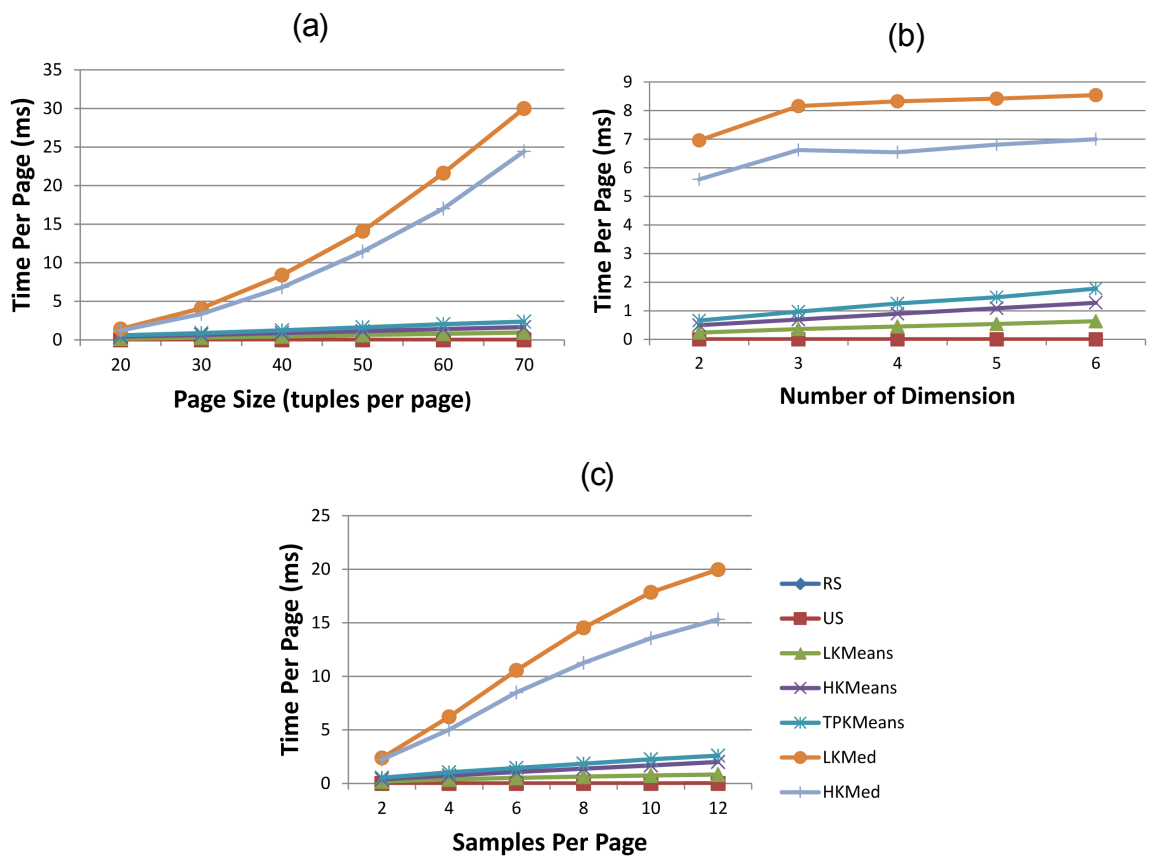 (a)
35
30
25
20
15
10
5
0
20 30 40 50 60 70
Time Per Page (ms)
Page Size (tuples per page)
(b)
9
8
7
6
5
4
3
2
1
0
2 3 4 5 6
Time Per Page (ms)
Number of Dimension
(c)
25
20
15
10
5
0
2 4 6 8 10 12
Time Per Page (ms)
Samples Per Page
RS
US
LKMeans
HKMeans
TPKMeans
LKMed
HKMed